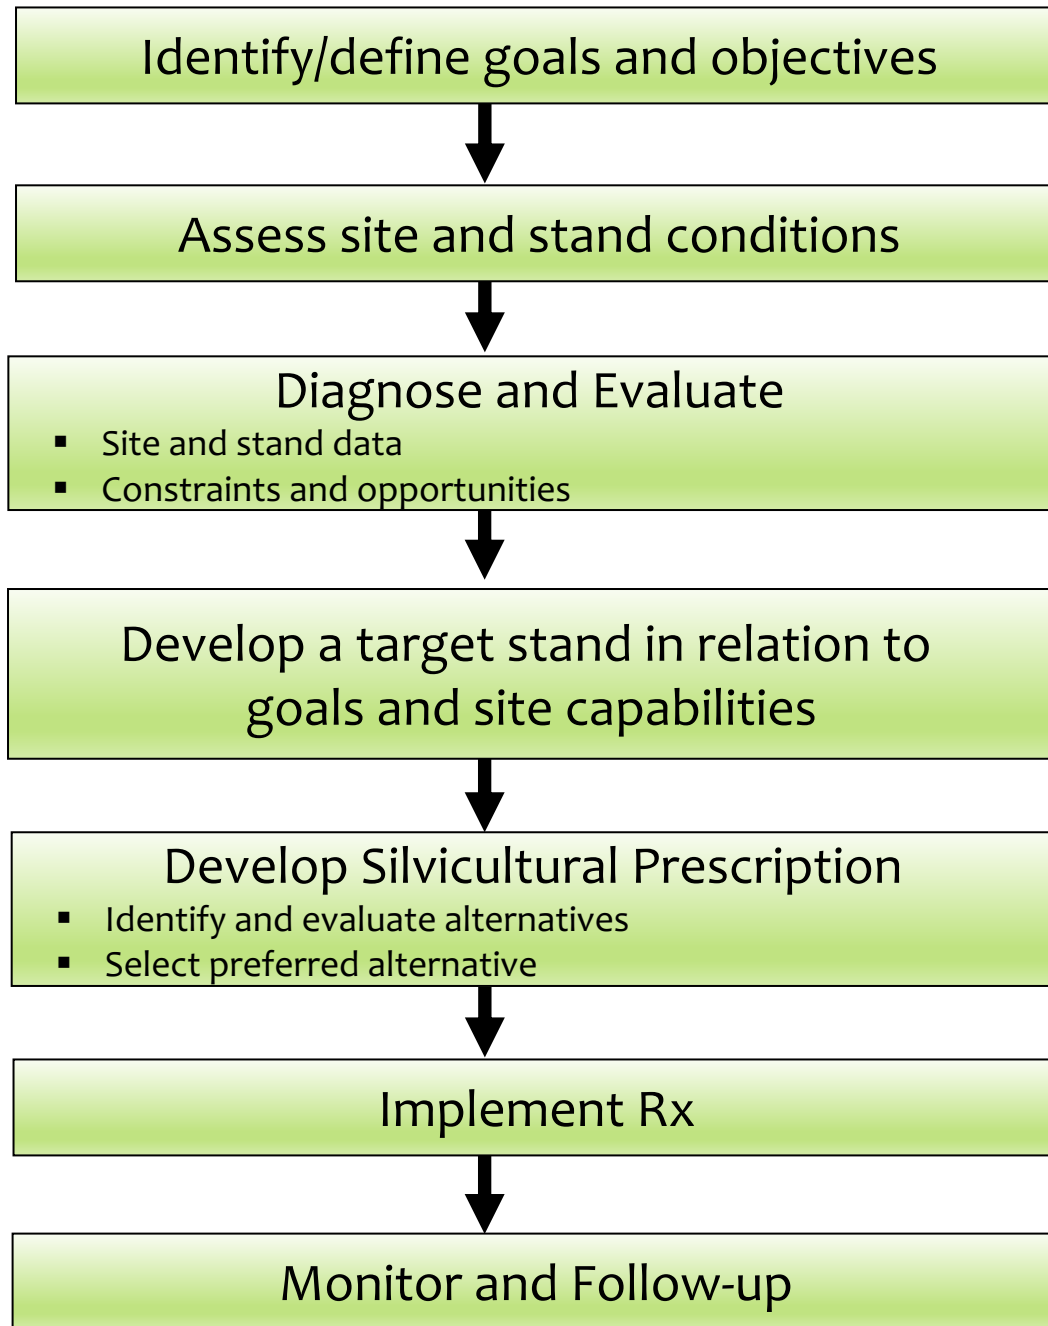 Identify/define goals and objectives
Assess site and stand conditions
Diagnose and Evaluate
▪ Site and stand data
▪ Constraints and opportunities
Develop a target stand in relation to
goals and site capabilities
Develop Silvicultural Prescription
▪ Identify and evaluate alternatives
▪ Select preferred alternative
Implement Rx
Monitor and Follow-up